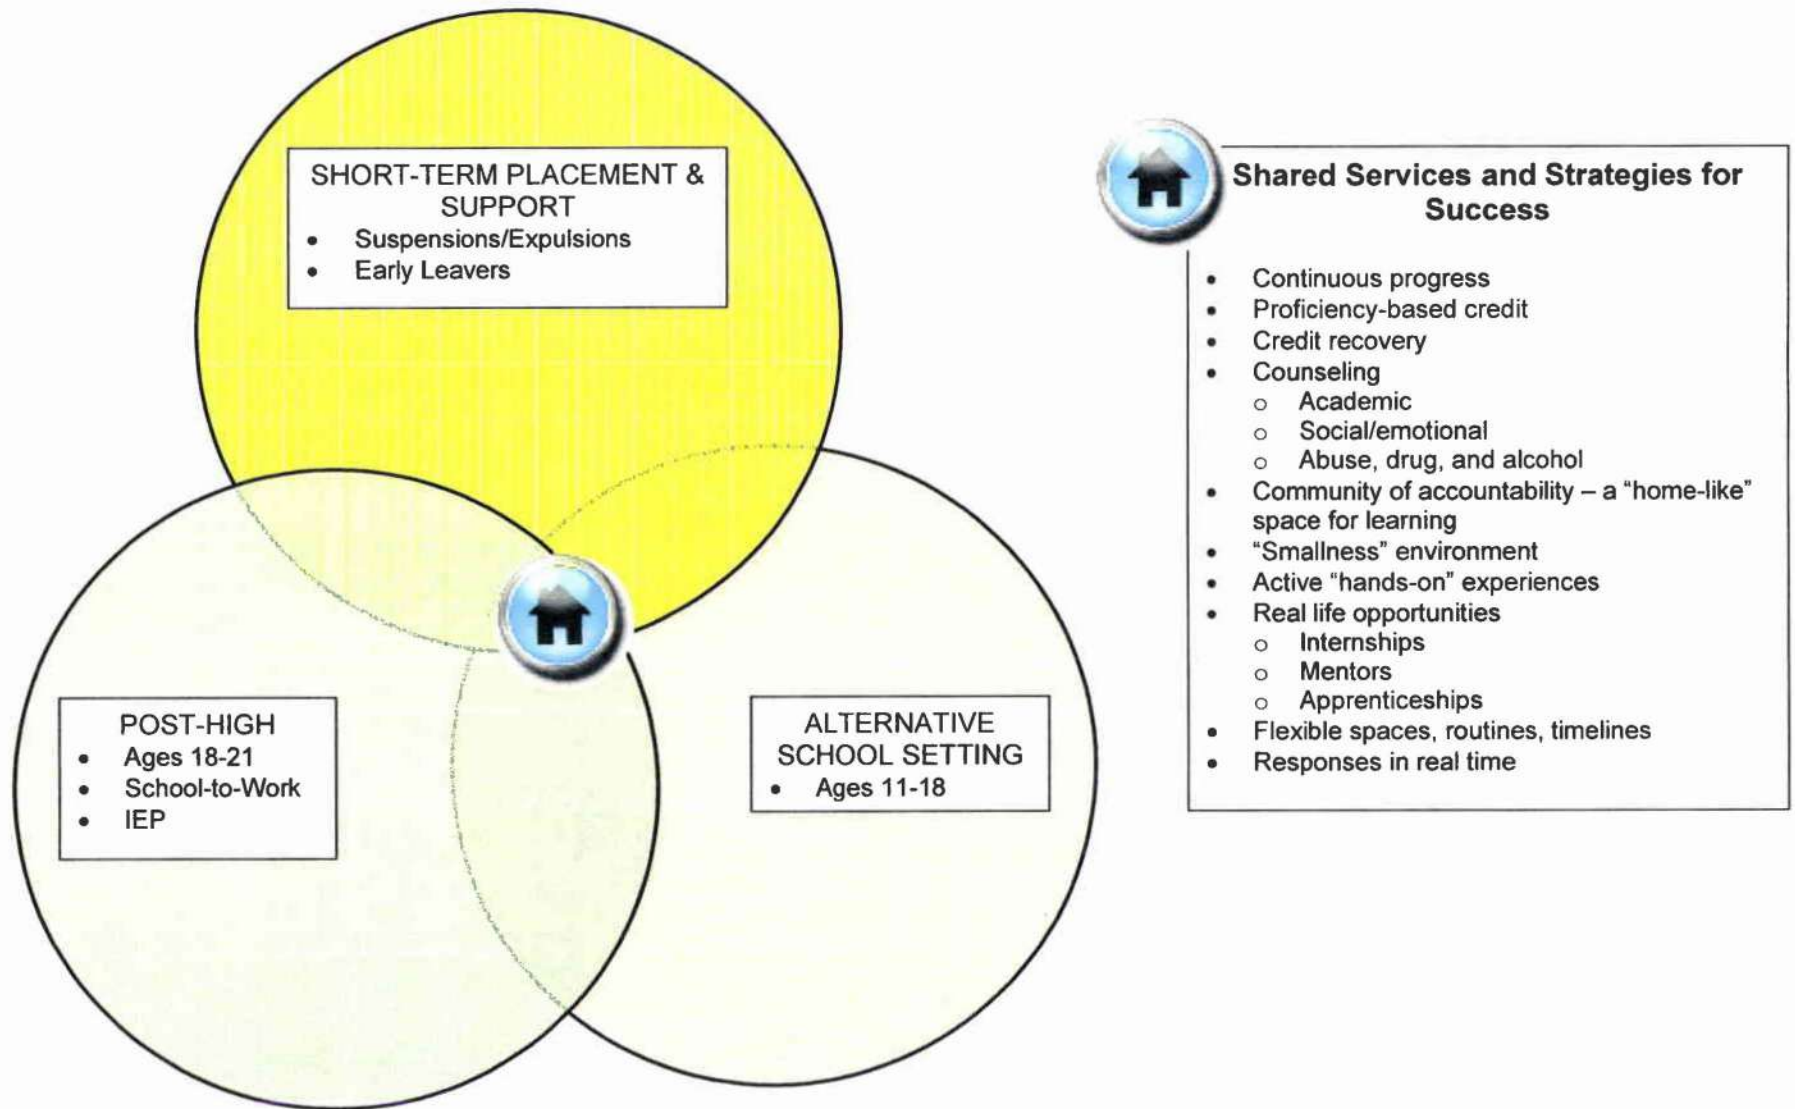 SHORT-TERM PLACEMENT &
SUPPORT
• Suspensions/Expulsions
• Early Leavers
POST-HIGH
• Ages 18-21
• School-to-Work
• IEP
ALTERNATIVE
SCHOOL SETTING
• Ages 11-18
Shared Services and Strategies for
Success
• Continuous progress
• Proficiency-based credit
• Credit recovery
• Counseling
o Academic
o Social/emotional
o Abuse, drug, and alcohol
• Community of accountability – a “home-like”
space for learning
• “Smallness” environment
• Active “hands-on” experiences
• Real life opportunities
o Internships
o Mentors
o Apprenticeships
• Flexible spaces, routines, timelines
• Responses in real time